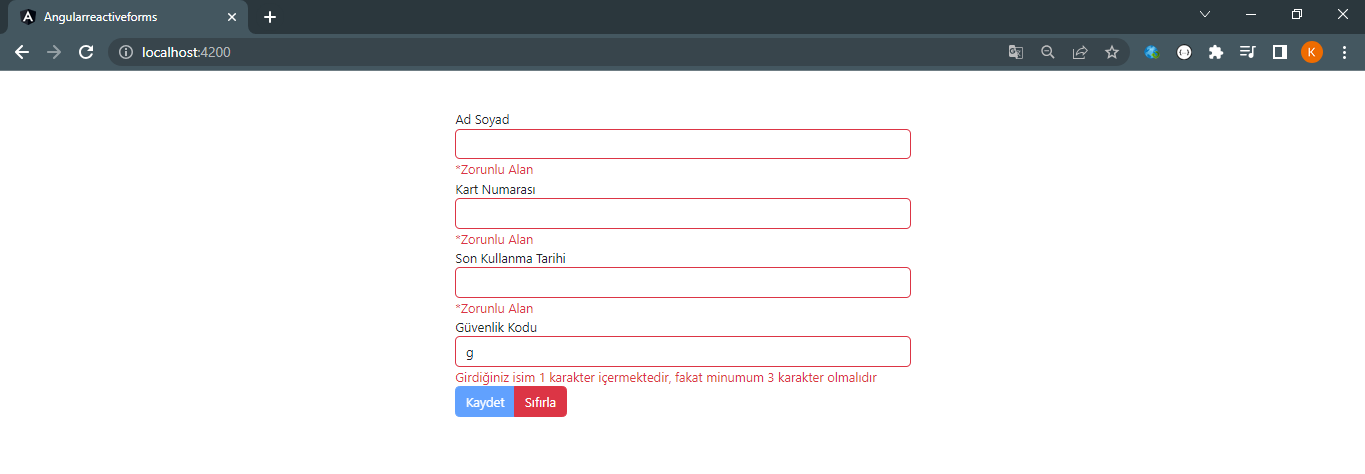 Angularreactiveforms
localhost:4200
K
Ad Soyad
*Zorunlu Alan
Kart Numarası
*Zorunlu Alan
Son Kullanma Tarihi
*Zorunlu Alan
Güvenlik Kodu
g
Girdiğiniz isim 1 karakter içermektedir, fakat minumum 3 karakter olmalıdır
Kaydet Sıfırla